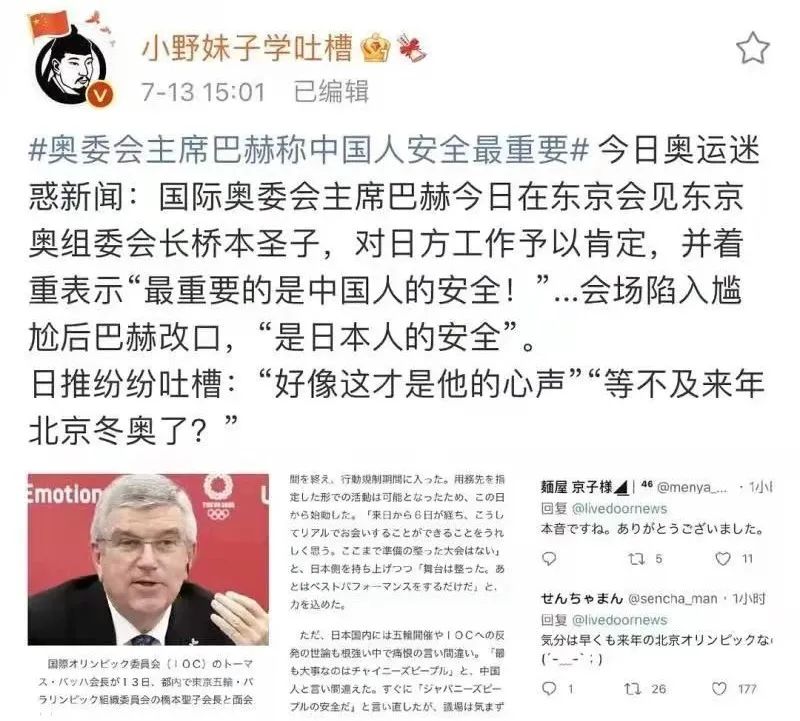 小野妹子学吐槽
7-13 15:01 已编辑
#奥委会主席巴赫称中国人安全最重要# 今日奥运迷
惑新闻：国际奥委会主席巴赫今日在东京会见东京
奥组委会长桥本圣子，对日方工作予以肯定，并着
重表示“最重要的是中国人的安全！”...会场陷入尴
尬后巴赫改口，“是日本人的安全”。
日推纷纷吐槽：“好像这才是他的心声”“等不及来年
北京冬奥了？”
Emotion
TOKYO 2020
国際オリンピック委員会（ＩＯＣ）のトーマ
ス・バッハ会長が１３日、都内で東京五輪・パ
ラリンピック組織委員会の橋本聖子会長と面会
間を終え、行動規制期間に入った。用務先を指
定した形での活動は可能となったため、この日
から始動した。「来日から６日が経ち、こうし
てリアルでお会いすることができることをうれ
しく思う。ここまで準備の整った大会はない」
と、日本側を持ち上げつつ「舞台は整った。あ
とはベストパフォーマンスをするだけだ」と、
力を込めた。
ただ、日本国内には五輪開催やＩＯＣへの反
発の世論も根強い中で痛恨の言い間違い。「最
も大事なのはチャイニーズピープル」と、中国
人と言い間違えた。すぐに「ジャパニーズピー
プルの安全だ」と言い直したが、議場は気まず
麺屋 京子様◢│⁴⁶ @menya_... · 1小时
回复 @livedoornews
本音ですね。ありがとうございました。
5 11
せんちゃまん @sencha_man · 1小时
回复 @livedoornews
気分は早くも来年の北京オリンピックな
(´-﹏-`；)
1 26 177